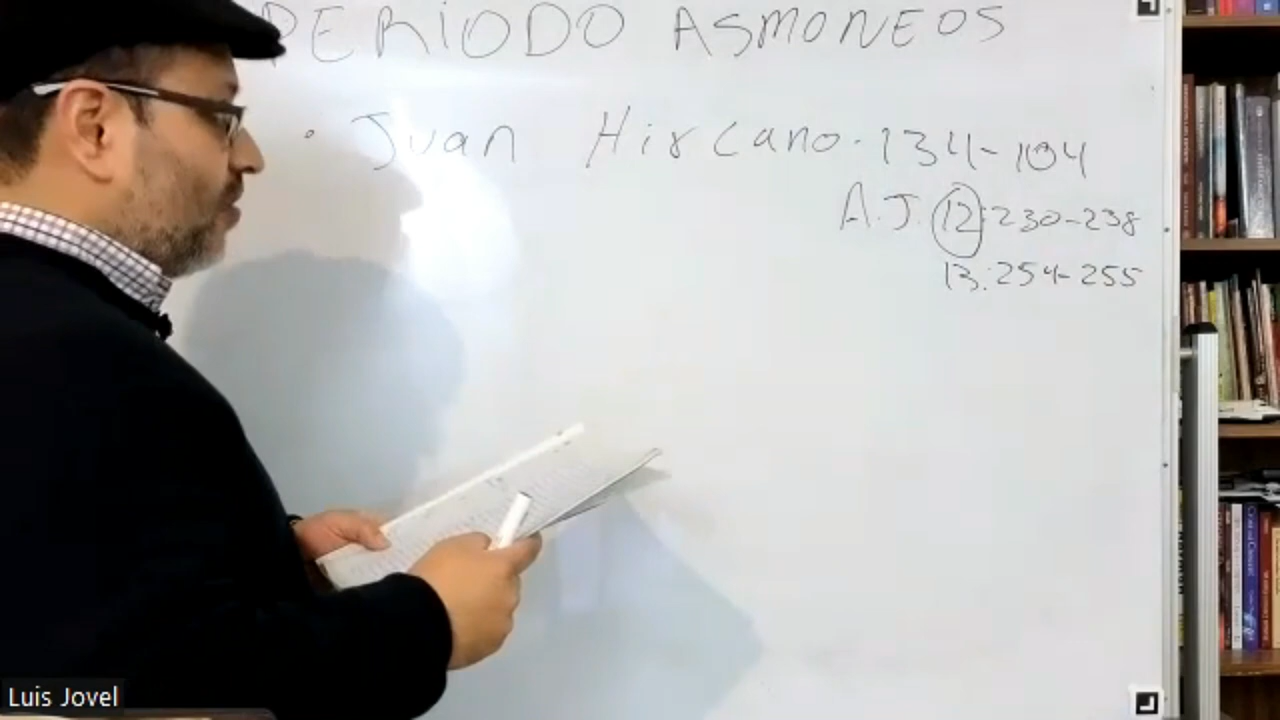 PERIODO ASMONEOS
• Juan Hircano. 134-104
A.J. 12:230-238
13:254-255
Luis Jovel